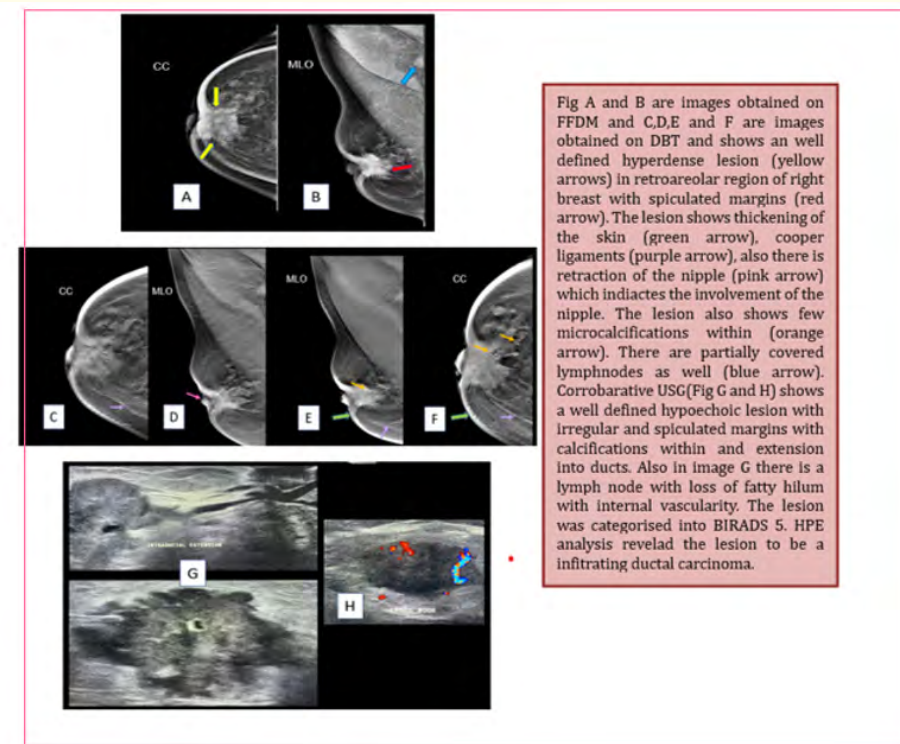 CC
MLO
A
B
CC
MLO
MLO
CC
C
D
E
F
INTRADUCTAL EXTENSION
G
H
Fig A and B are images obtained on
FFDM and C,D,E and F are images
obtained on DBT and shows an well
defined hyperdense lesion (yellow
arrows) in retroareolar region of right
breast with spiculated margins (red
arrow). The lesion shows thickening of
the skin (green arrow), cooper
ligaments (purple arrow), also there is
retraction of the nipple (pink arrow)
which indiactes the involvement of the
nipple. The lesion also shows few
microcalcifications within (orange
arrow). There are partially covered
lymphnodes as well (blue arrow).
Corrobarative USG(Fig G and H) shows
a well defined hypoechoic lesion with
irregular and spiculated margins with
calcifications within and extension
into ducts. Also in image G there is a
lymph node with loss of fatty hilum
with internal vascularity. The lesion
was categorised into BIRADS 5. HPE
analysis revelad the lesion to be a
infitrating ductal carcinoma.